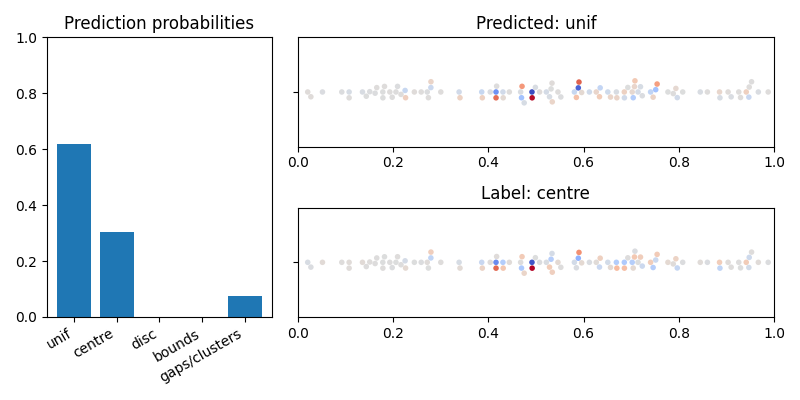 Prediction probabilities
1.0
0.8
0.6
0.4
0.2
0.0
unif
centre
disc
bounds
gaps/clusters
Predicted: unif
0.0 0.2 0.4 0.6 0.8 1.0
Label: centre
0.0 0.2 0.4 0.6 0.8 1.0